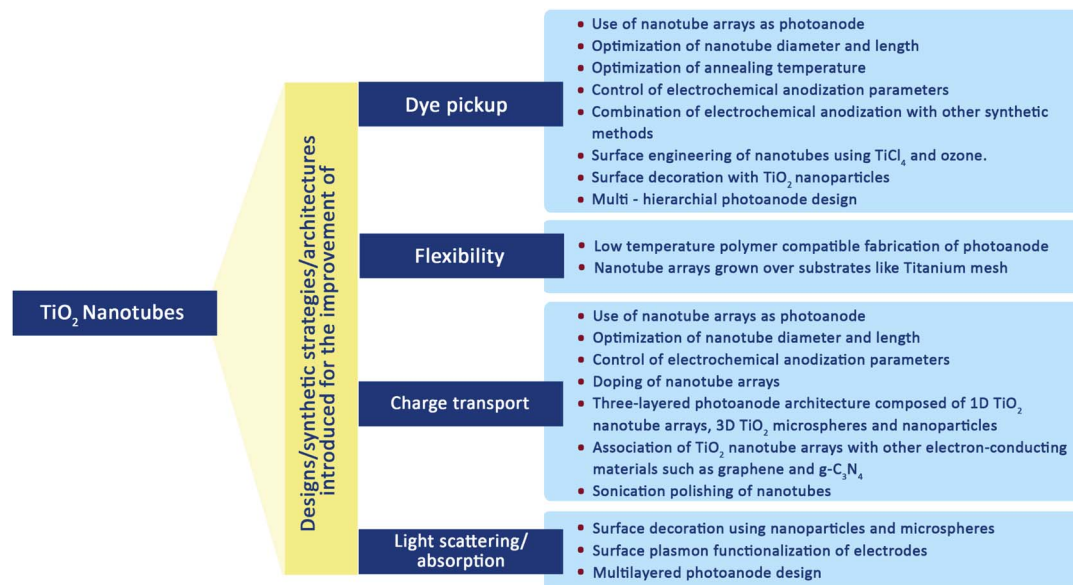 TiO₂ Nanotubes
Designs/synthetic strategies/architectures
introduced for the improvement of
Dye pickup
• Use of nanotube arrays as photoanode
• Optimization of nanotube diameter and length
• Optimization of annealing temperature
• Control of electrochemical anodization parameters
• Combination of electrochemical anodization with other synthetic
methods
• Surface engineering of nanotubes using TiCl₄ and ozone.
• Surface decoration with TiO₂ nanoparticles
• Multi - hierarchial photoanode design
Flexibility
• Low temperature polymer compatible fabrication of photoanode
• Nanotube arrays grown over substrates like Titanium mesh
Charge transport
• Use of nanotube arrays as photoanode
• Optimization of nanotube diameter and length
• Control of electrochemical anodization parameters
• Doping of nanotube arrays
• Three-layered photoanode architecture composed of 1D TiO₂
nanotube arrays, 3D TiO₂ microspheres and nanoparticles
• Association of TiO₂ nanotube arrays with other electron-conducting
materials such as graphene and g-C₃N₄
• Sonication polishing of nanotubes
Light scattering/
absorption
• Surface decoration using nanoparticles and microspheres
• Surface plasmon functionalization of electrodes
• Multilayered photoanode design